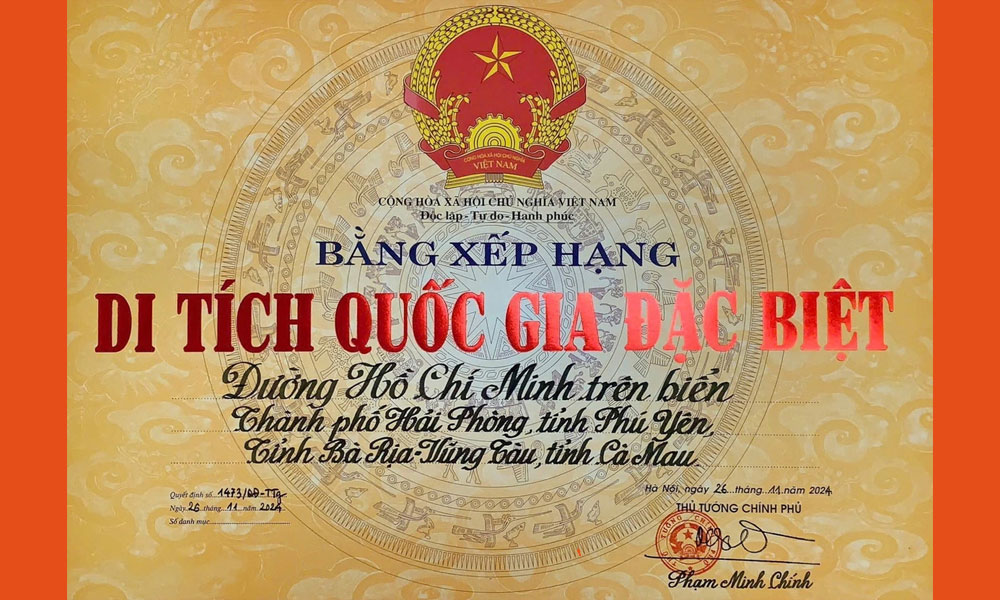 CỘNG HÒA XÃ HỘI CHỦ NGHĨA
VIỆT NAM
CỘNG HÒA XÃ HỘI CHỦ NGHĨA VIỆT NAM
Độc lập - Tự do - Hạnh phúc
BẰNG XẾP HẠNG
DI TÍCH QUỐC GIA ĐẶC BIỆT
Đường Hồ Chí Minh trên biển
Thành phố Hải Phòng, tỉnh Phú Yên,
Tỉnh Bà Rịa-Vũng Tàu, tỉnh Cà Mau.
Quyết định số...1473/QĐ-TTg
Ngày 26 tháng...11...năm...2024
Số danh mục
Hà Nội, ngày 26...tháng...11.năm 2024
THỦ TƯỚNG CHÍNH PHỦ
Phạm Minh Chính